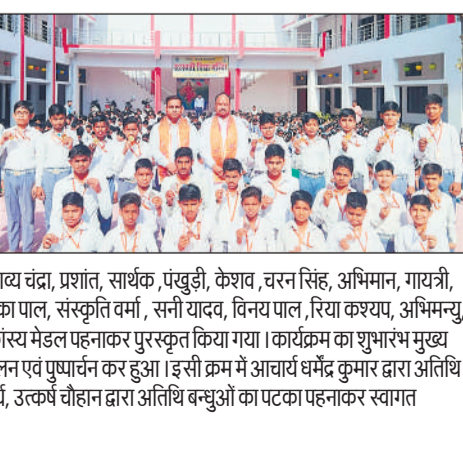 व्य चंद्रा, प्रशांत, सार्थक ,पंखुड़ी, केशव ,चरन सिंह, अभिमान, गायत्री,
का पाल, संस्कृति वर्मा , सनी यादव, विनय पाल ,रिया कश्यप, अभिमन्यु,
ांस्य मेडल पहनाकर पुरस्कृत किया गया । कार्यक्रम का शुभारंभ मुख्य
लन एवं पुष्पार्चन कर हुआ । इसी क्रम में आचार्य धर्मेंद्र कुमार द्वारा अतिथि
र्य, उत्कर्ष चौहान द्वारा अतिथि बन्धुओं का पटका पहनाकर स्वागत